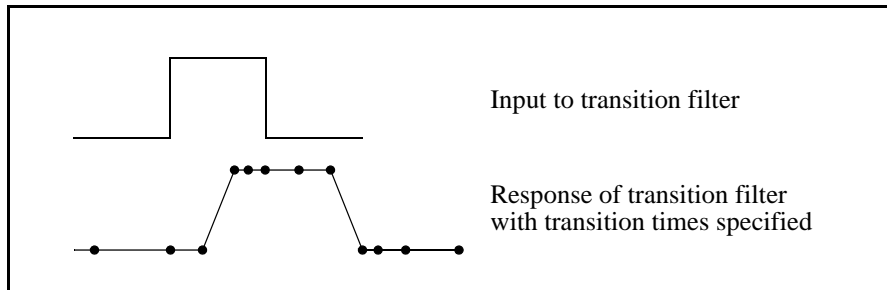 Input to transition filter
Response of transition filter
with transition times specified